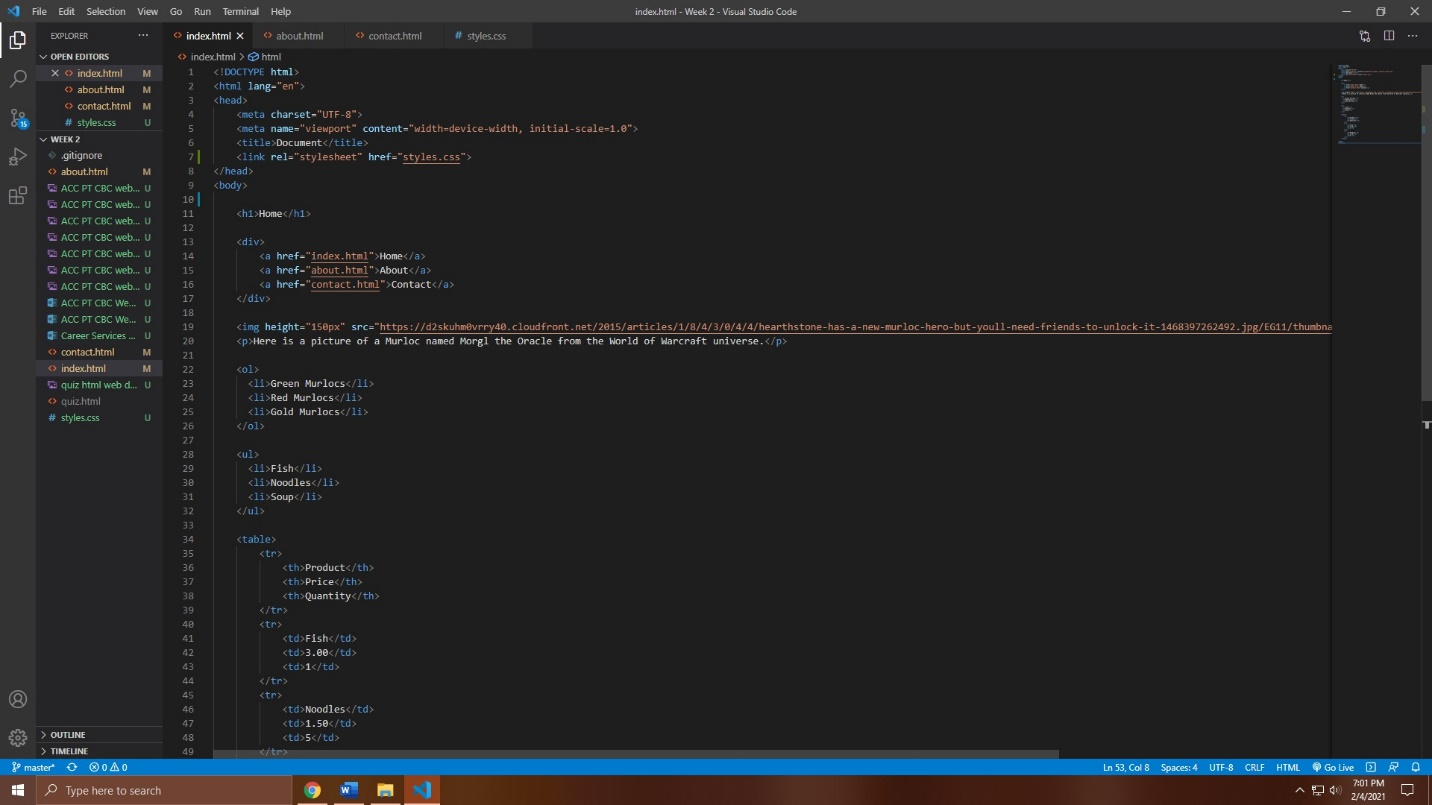 File Edit Selection View Go Run Terminal Help
index.html - Week 2 - Visual Studio Code
EXPLORER
OPEN EDITORS
index.html M
about.html M
contact.html M
styles.css U
WEEK 2
.gitignore
about.html M
ACC PT CBC web... U
ACC PT CBC web... U
ACC PT CBC web... U
ACC PT CBC web... U
ACC PT CBC web... U
ACC PT CBC web... U
ACC PT CBC web... U
ACC PT CBC We... U
ACC PT CBC We... U
Career Services ... U
contact.html M
index.html M
quiz html web d... U
quiz.html
styles.css U
OUTLINE
TIMELINE
15
index.html about.html contact.html styles.css
index.html > html
1 <!DOCTYPE html>
2 <html lang="en">
3 <head>
4 <meta charset="UTF-8">
5 <meta name="viewport" content="width=device-width, initial-scale=1.0">
6 <title>Document</title>
7 <link rel="stylesheet" href="styles.css">
8 </head>
9 <body>
10
11 <h1>Home</h1>
12
13 <div>
14 <a href="index.html">Home</a>
15 <a href="about.html">About</a>
16 <a href="contact.html">Contact</a>
17 </div>
18
19 <img height="150px" src="https://d2skuhm0vrry40.cloudfront.net/2015/articles/1/8/4/3/0/4/4/hearthstone-has-a-new-murloc-hero-but-youll-need-friends-to-unlock-it-1468397262492.jpg/EG11/thumbna
20 <p>Here is a picture of a Murloc named Morgl the Oracle from the World of Warcraft universe.</p>
21
22 <ol>
23 <li>Green Murlocs</li>
24 <li>Red Murlocs</li>
25 <li>Gold Murlocs</li>
26 </ol>
27
28 <ul>
29 <li>Fish</li>
30 <li>Noodles</li>
31 <li>Soup</li>
32 </ul>
33
34 <table>
35 <tr>
36 <th>Product</th>
37 <th>Price</th>
38 <th>Quantity</th>
39 </tr>
40 <tr>
41 <td>Fish</td>
42 <td>3.00</td>
43 <td>1</td>
44 </tr>
45 <tr>
46 <td>Noodles</td>
47 <td>1.50</td>
48 <td>5</td>
49 </tr>
master* 0 0 Ln 53, Col 8 Spaces: 4 UTF-8 CRLF HTML Go Live
Type here to search
7:01 PM
2/4/2021